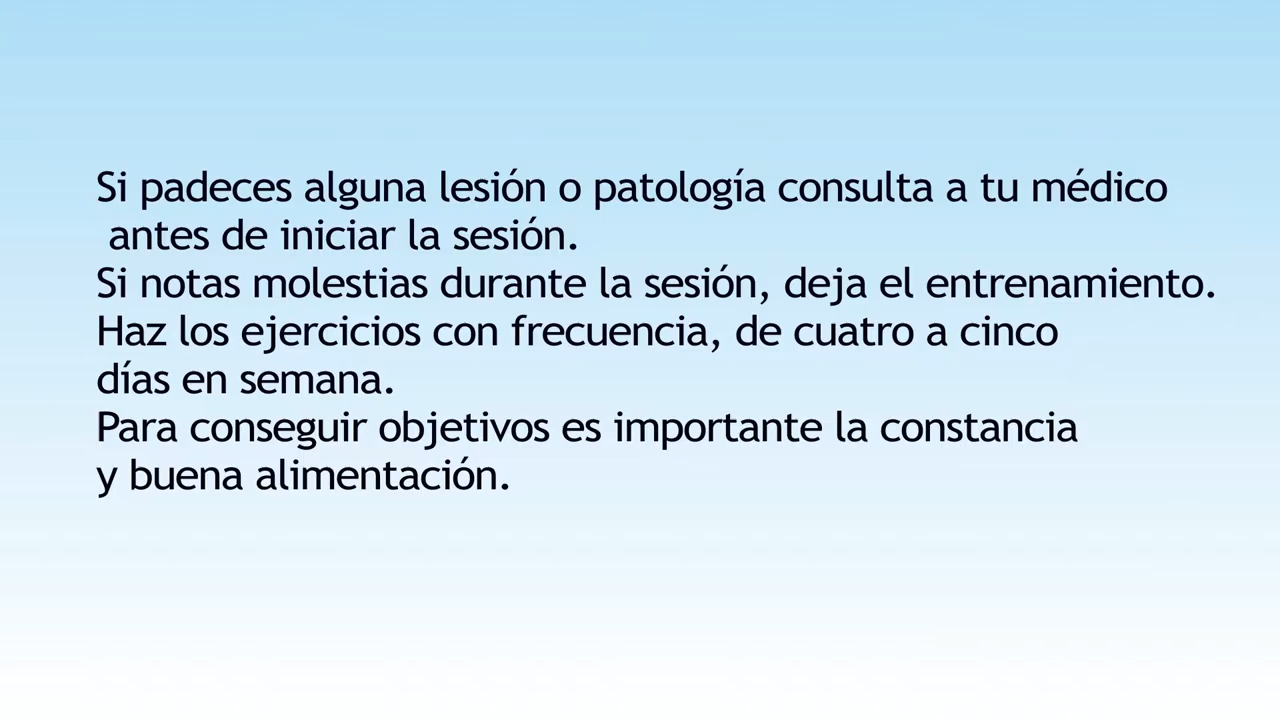 Si padeces alguna lesión o patología consulta a tu médico
antes de iniciar la sesión.
Si notas molestias durante la sesión, deja el entrenamiento.
Haz los ejercicios con frecuencia, de cuatro a cinco
días en semana.
Para conseguir objetivos es importante la constancia
y buena alimentación.